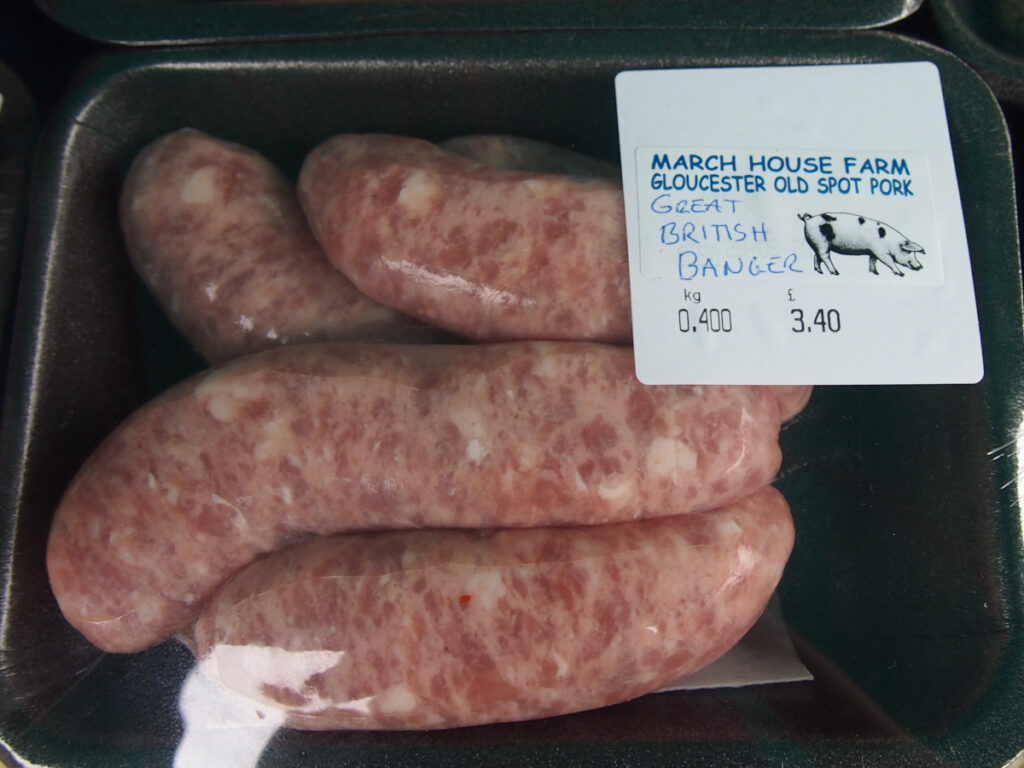 MARCH HOUSE FARM
GLOUCESTER OLD SPOT PORK
GREAT
BRITISH
BANGER
kg £
0.400 3.40